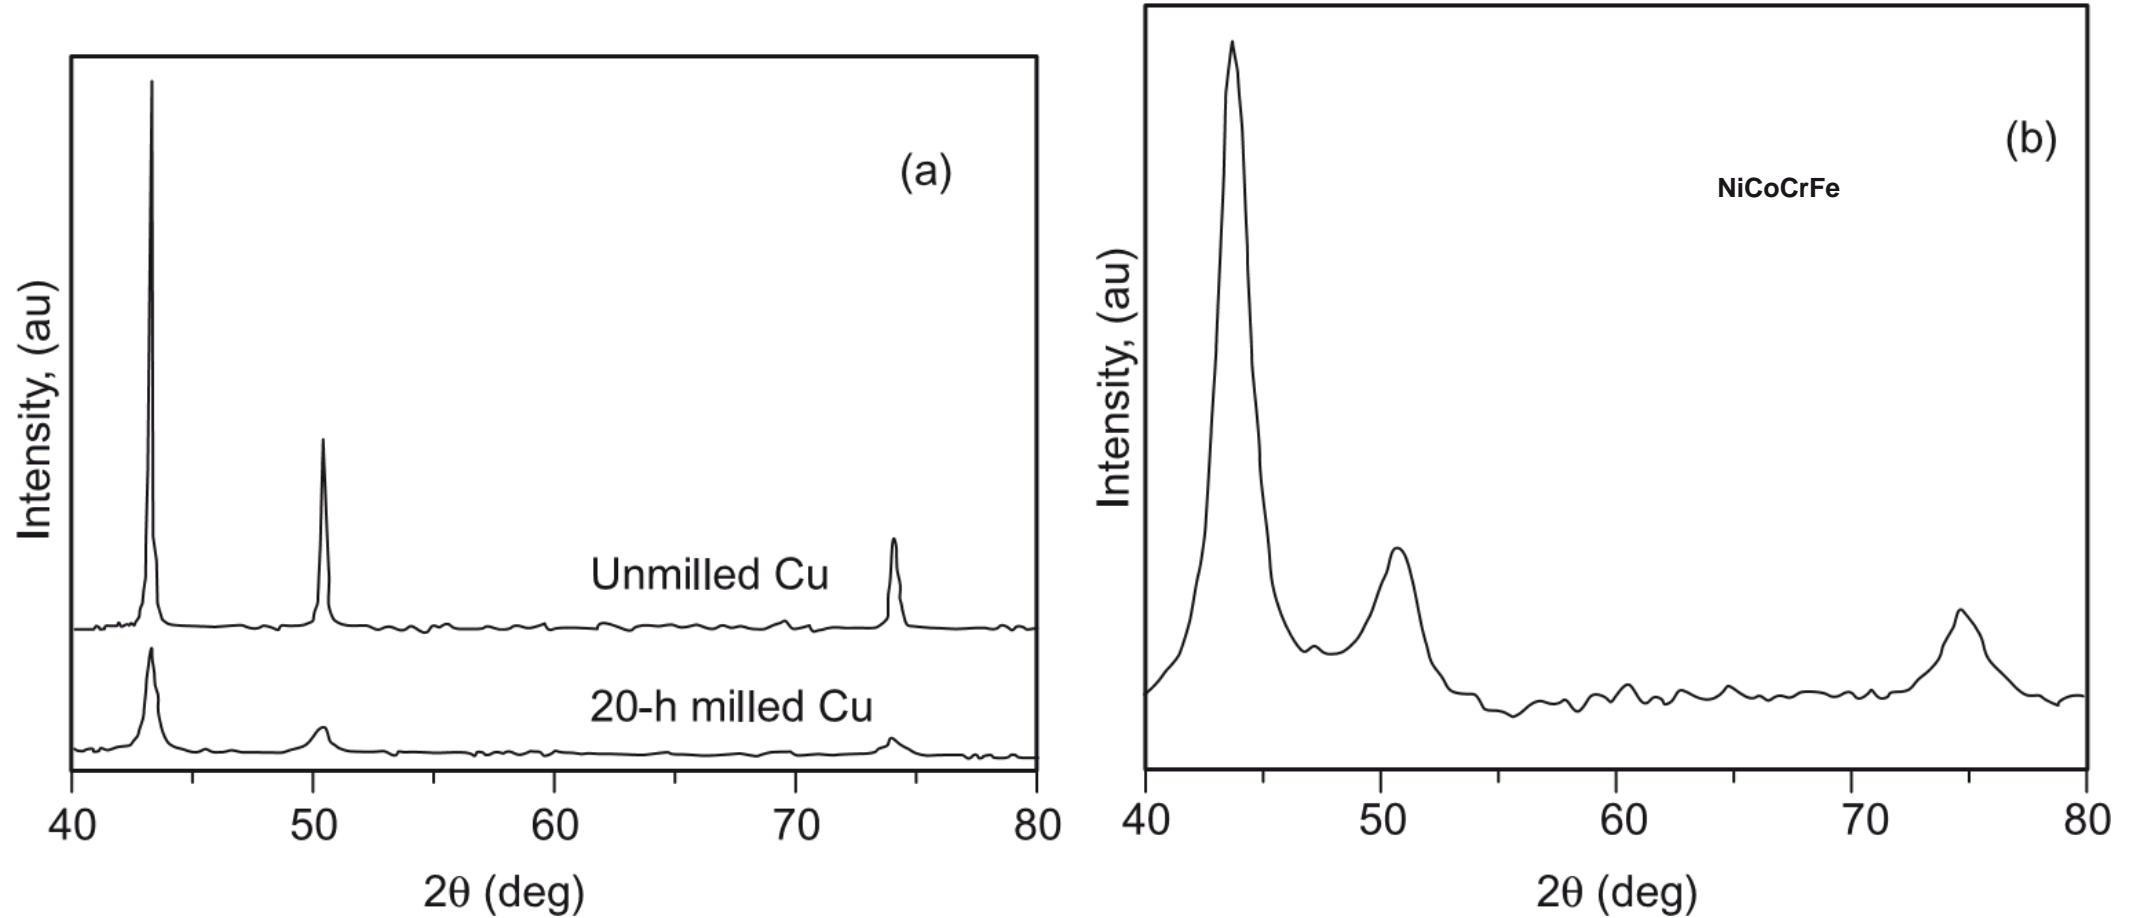 (a)
Intensity, (au)
Unmilled Cu
20-h milled Cu
40 50 60 70 80
2θ (deg)
(b)
NiCoCrFe
Intensity, (au)
40 50 60 70 80
2θ (deg)